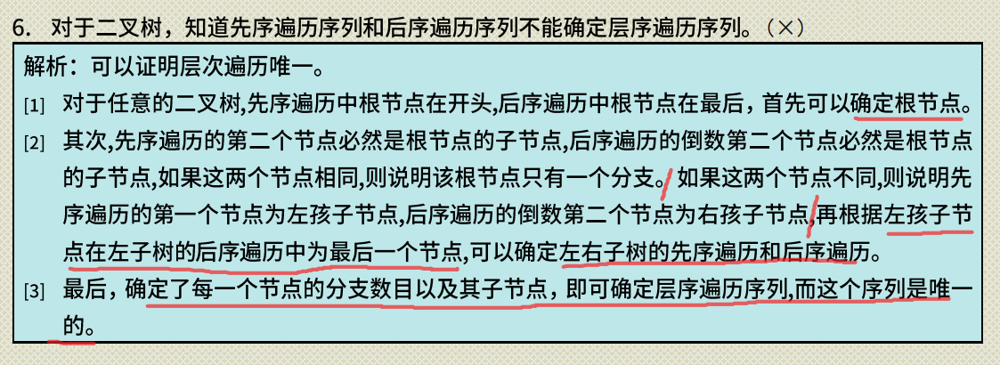 6. 对于二叉树，知道先序遍历序列和后序遍历序列不能确定层序遍历序列。（×）
解析：可以证明层次遍历唯一。
[1] 对于任意的二叉树,先序遍历中根节点在开头,后序遍历中根节点在最后，首先可以确定根节点。
[2] 其次,先序遍历的第二个节点必然是根节点的子节点,后序遍历的倒数第二个节点必然是根节点
的子节点,如果这两个节点相同,则说明该根节点只有一个分支。如果这两个节点不同,则说明先
序遍历的第一个节点为左孩子节点,后序遍历的倒数第二个节点为右孩子节点,再根据左孩子节
点在左子树的后序遍历中为最后一个节点,可以确定左右子树的先序遍历和后序遍历。
[3] 最后，确定了每一个节点的分支数目以及其子节点，即可确定层序遍历序列,而这个序列是唯一
的。